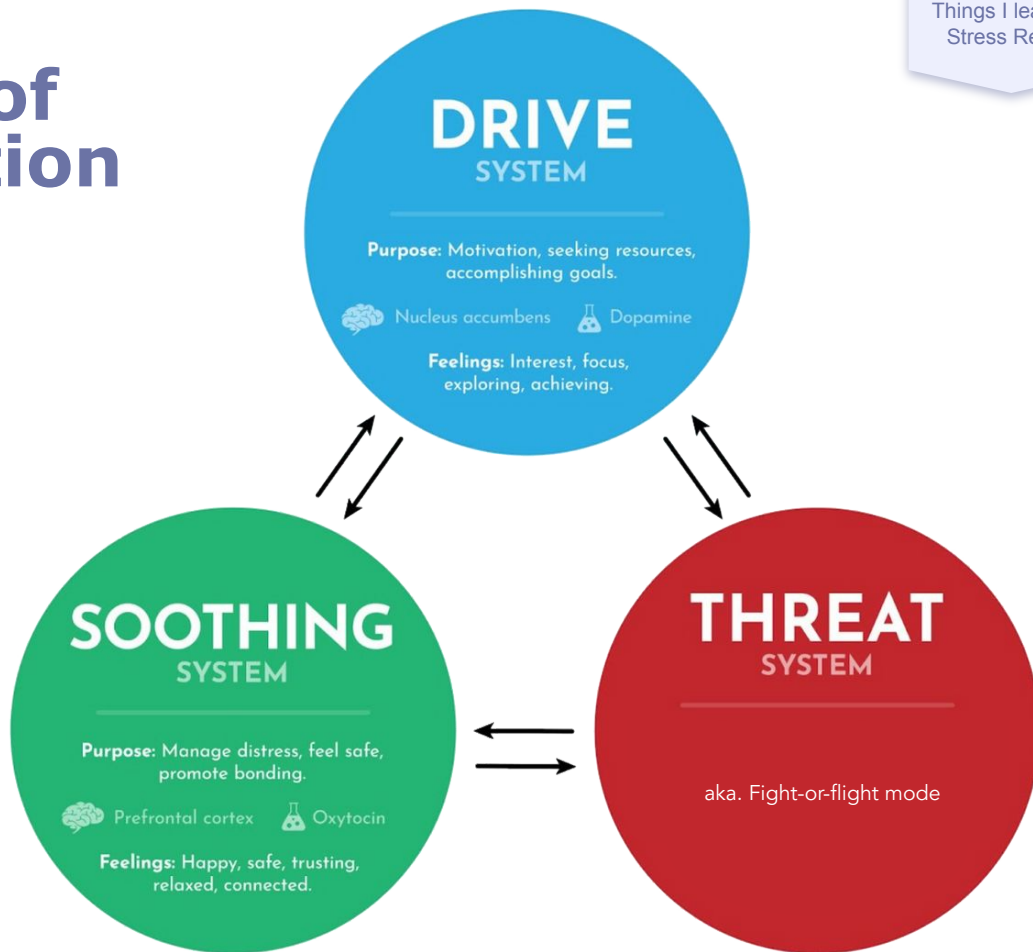 of
tion
Things I lea
Stress Re
DRIVE
SYSTEM
Purpose: Motivation, seeking resources,
accomplishing goals.
Nucleus accumbens Dopamine
Feelings: Interest, focus,
exploring, achieving.
SOOTHING
SYSTEM
Purpose: Manage distress, feel safe,
promote bonding.
Prefrontal cortex Oxytocin
Feelings: Happy, safe, trusting,
relaxed, connected.
THREAT
SYSTEM
aka. Fight-or-flight mode